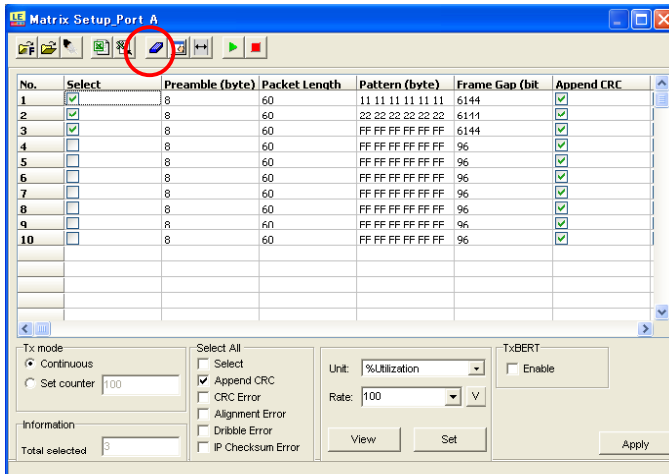 LE Matrix Setup_Port A
No. Select Preamble (byte) Packet Length Pattern (byte) Frame Gap (bit Append CRC
1 8 60 11 11 11 11 11 11 6144
2 8 60 22 22 22 22 22 22 6144
3 8 60 FF FF FF FF FF FF 6144
4 8 60 FF FF FF FF FF FF 96
5 8 60 FF FF FF FF FF FF 96
6 8 60 FF FF FF FF FF FF 96
7 8 60 FF FF FF FF FF FF 96
8 8 60 FF FF FF FF FF FF 96
9 8 60 FF FF FF FF FF FF 96
10 8 60 FF FF FF FF FF FF 96
Tx mode
Continuous
Set counter 100
Information
Total selected 3
Select All
Select
Append CRC
CRC Error
Alignment Error
Dribble Error
IP Checksum Error
Unit: %Utilization
Rate: 100 V
View Set
TxBERT
Enable
Apply